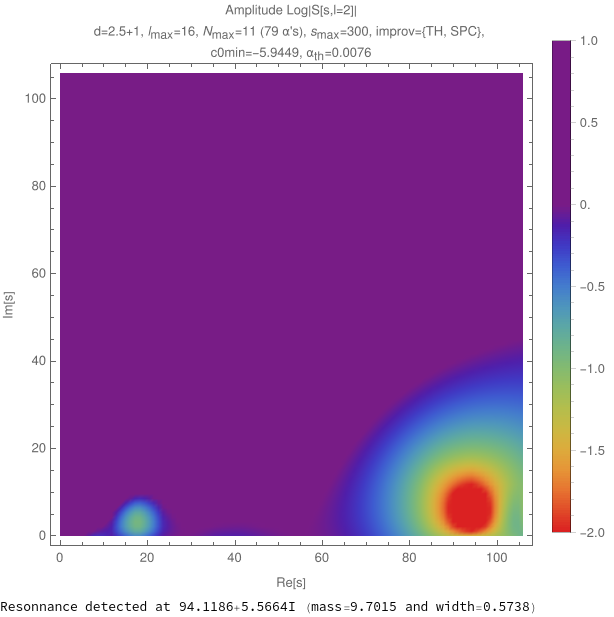 Amplitude Log|S[s,l=2]|
d=2.5+1, lmax=16, Nmax=11 (79 α's), smax=300, improv={TH, SPC},
c0min=−5.9449, αth=0.0076
1.0
0.5
0.
−0.5
−1.0
−1.5
−2.0
100
80
60
40
20
0
Im[s]
0 20 40 60 80 100
Re[s]
Resonnance detected at 94.1186+5.5664I (mass=9.7015 and width=0.5738)